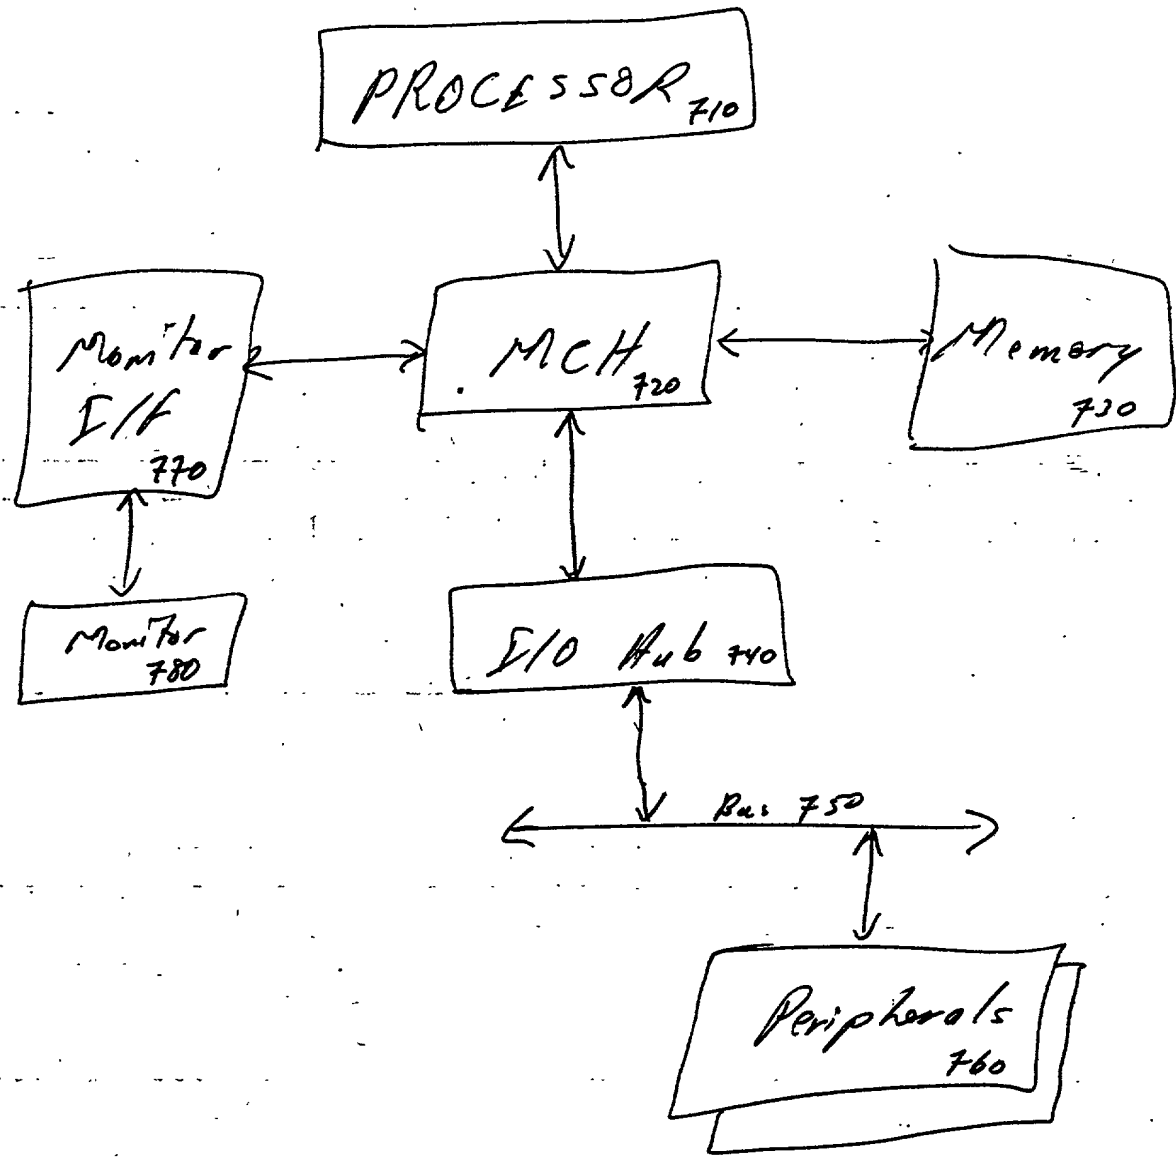 PROCESSOR 710
Monitor
I/F
770
MCH 720
Memory
730
Monitor
780
I/O Hub 740
Bus 750
Peripherals
760